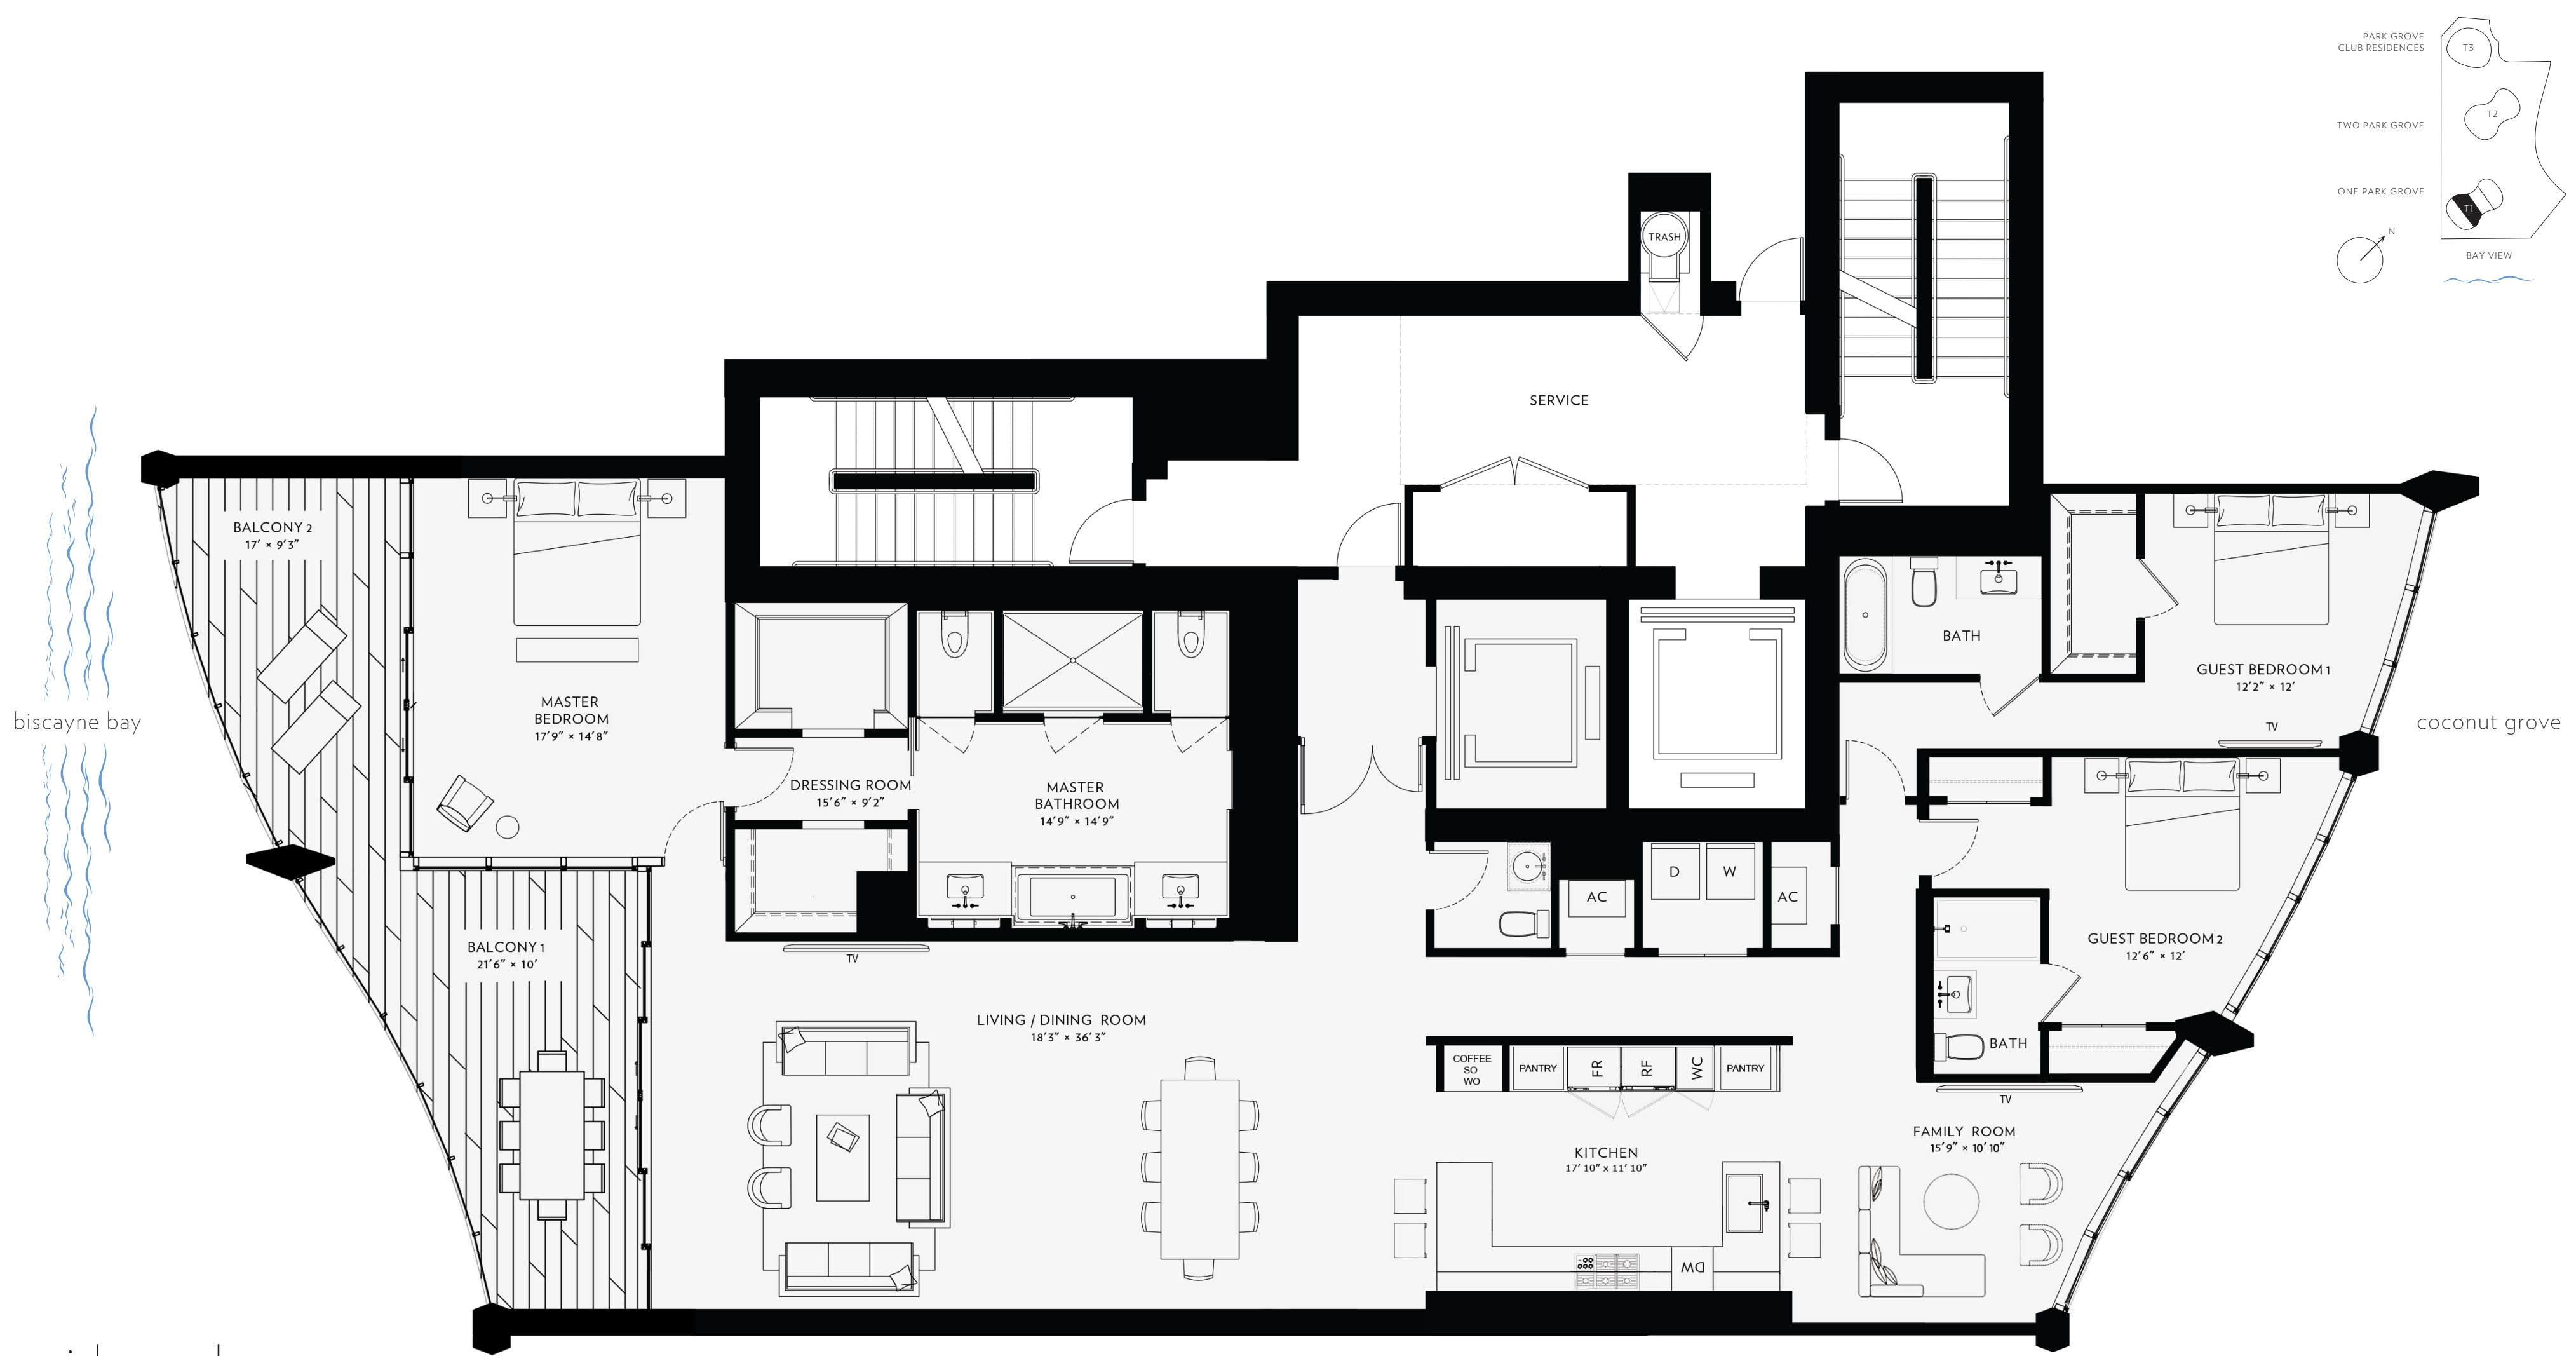 PARK GROVE
CLUB RESIDENCES
T3
TWO PARK GROVE
T2
ONE PARK GROVE
T1
N
BAY VIEW
TRASH
SERVICE
BALCONY 2
17' × 9'3"
MASTER
BEDROOM
17'9" × 14'8"
biscayne bay
DRESSING ROOM
15'6" × 9'2"
MASTER
BATHROOM
14'9" × 14'9"
BATH
GUEST BEDROOM 1
12'2" × 12'
TV
coconut grove
AC
D
W
AC
BALCONY 1
21'6" × 10'
TV
LIVING / DINING ROOM
18'3" × 36'3"
GUEST BEDROOM 2
12'6" × 12'
BATH
COFFEE
SO
WO
PANTRY
FR
RF
WC
PANTRY
TV
KITCHEN
17' 10" x 11' 10"
FAMILY ROOM
15'9" × 10'10"
DW